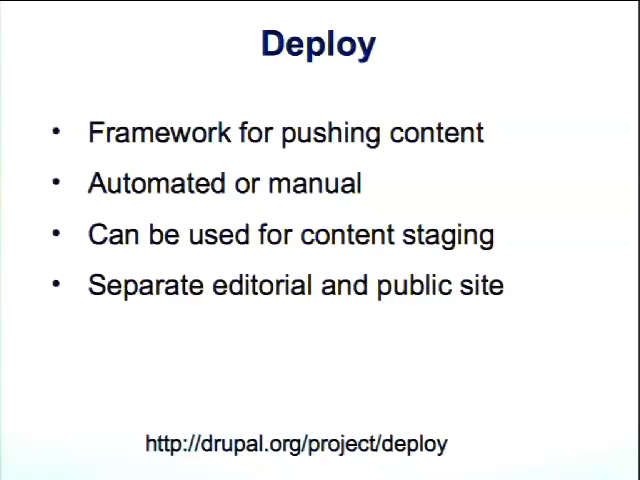 Deploy
• Framework for pushing content
• Automated or manual
• Can be used for content staging
• Separate editorial and public site
http://drupal.org/project/deploy